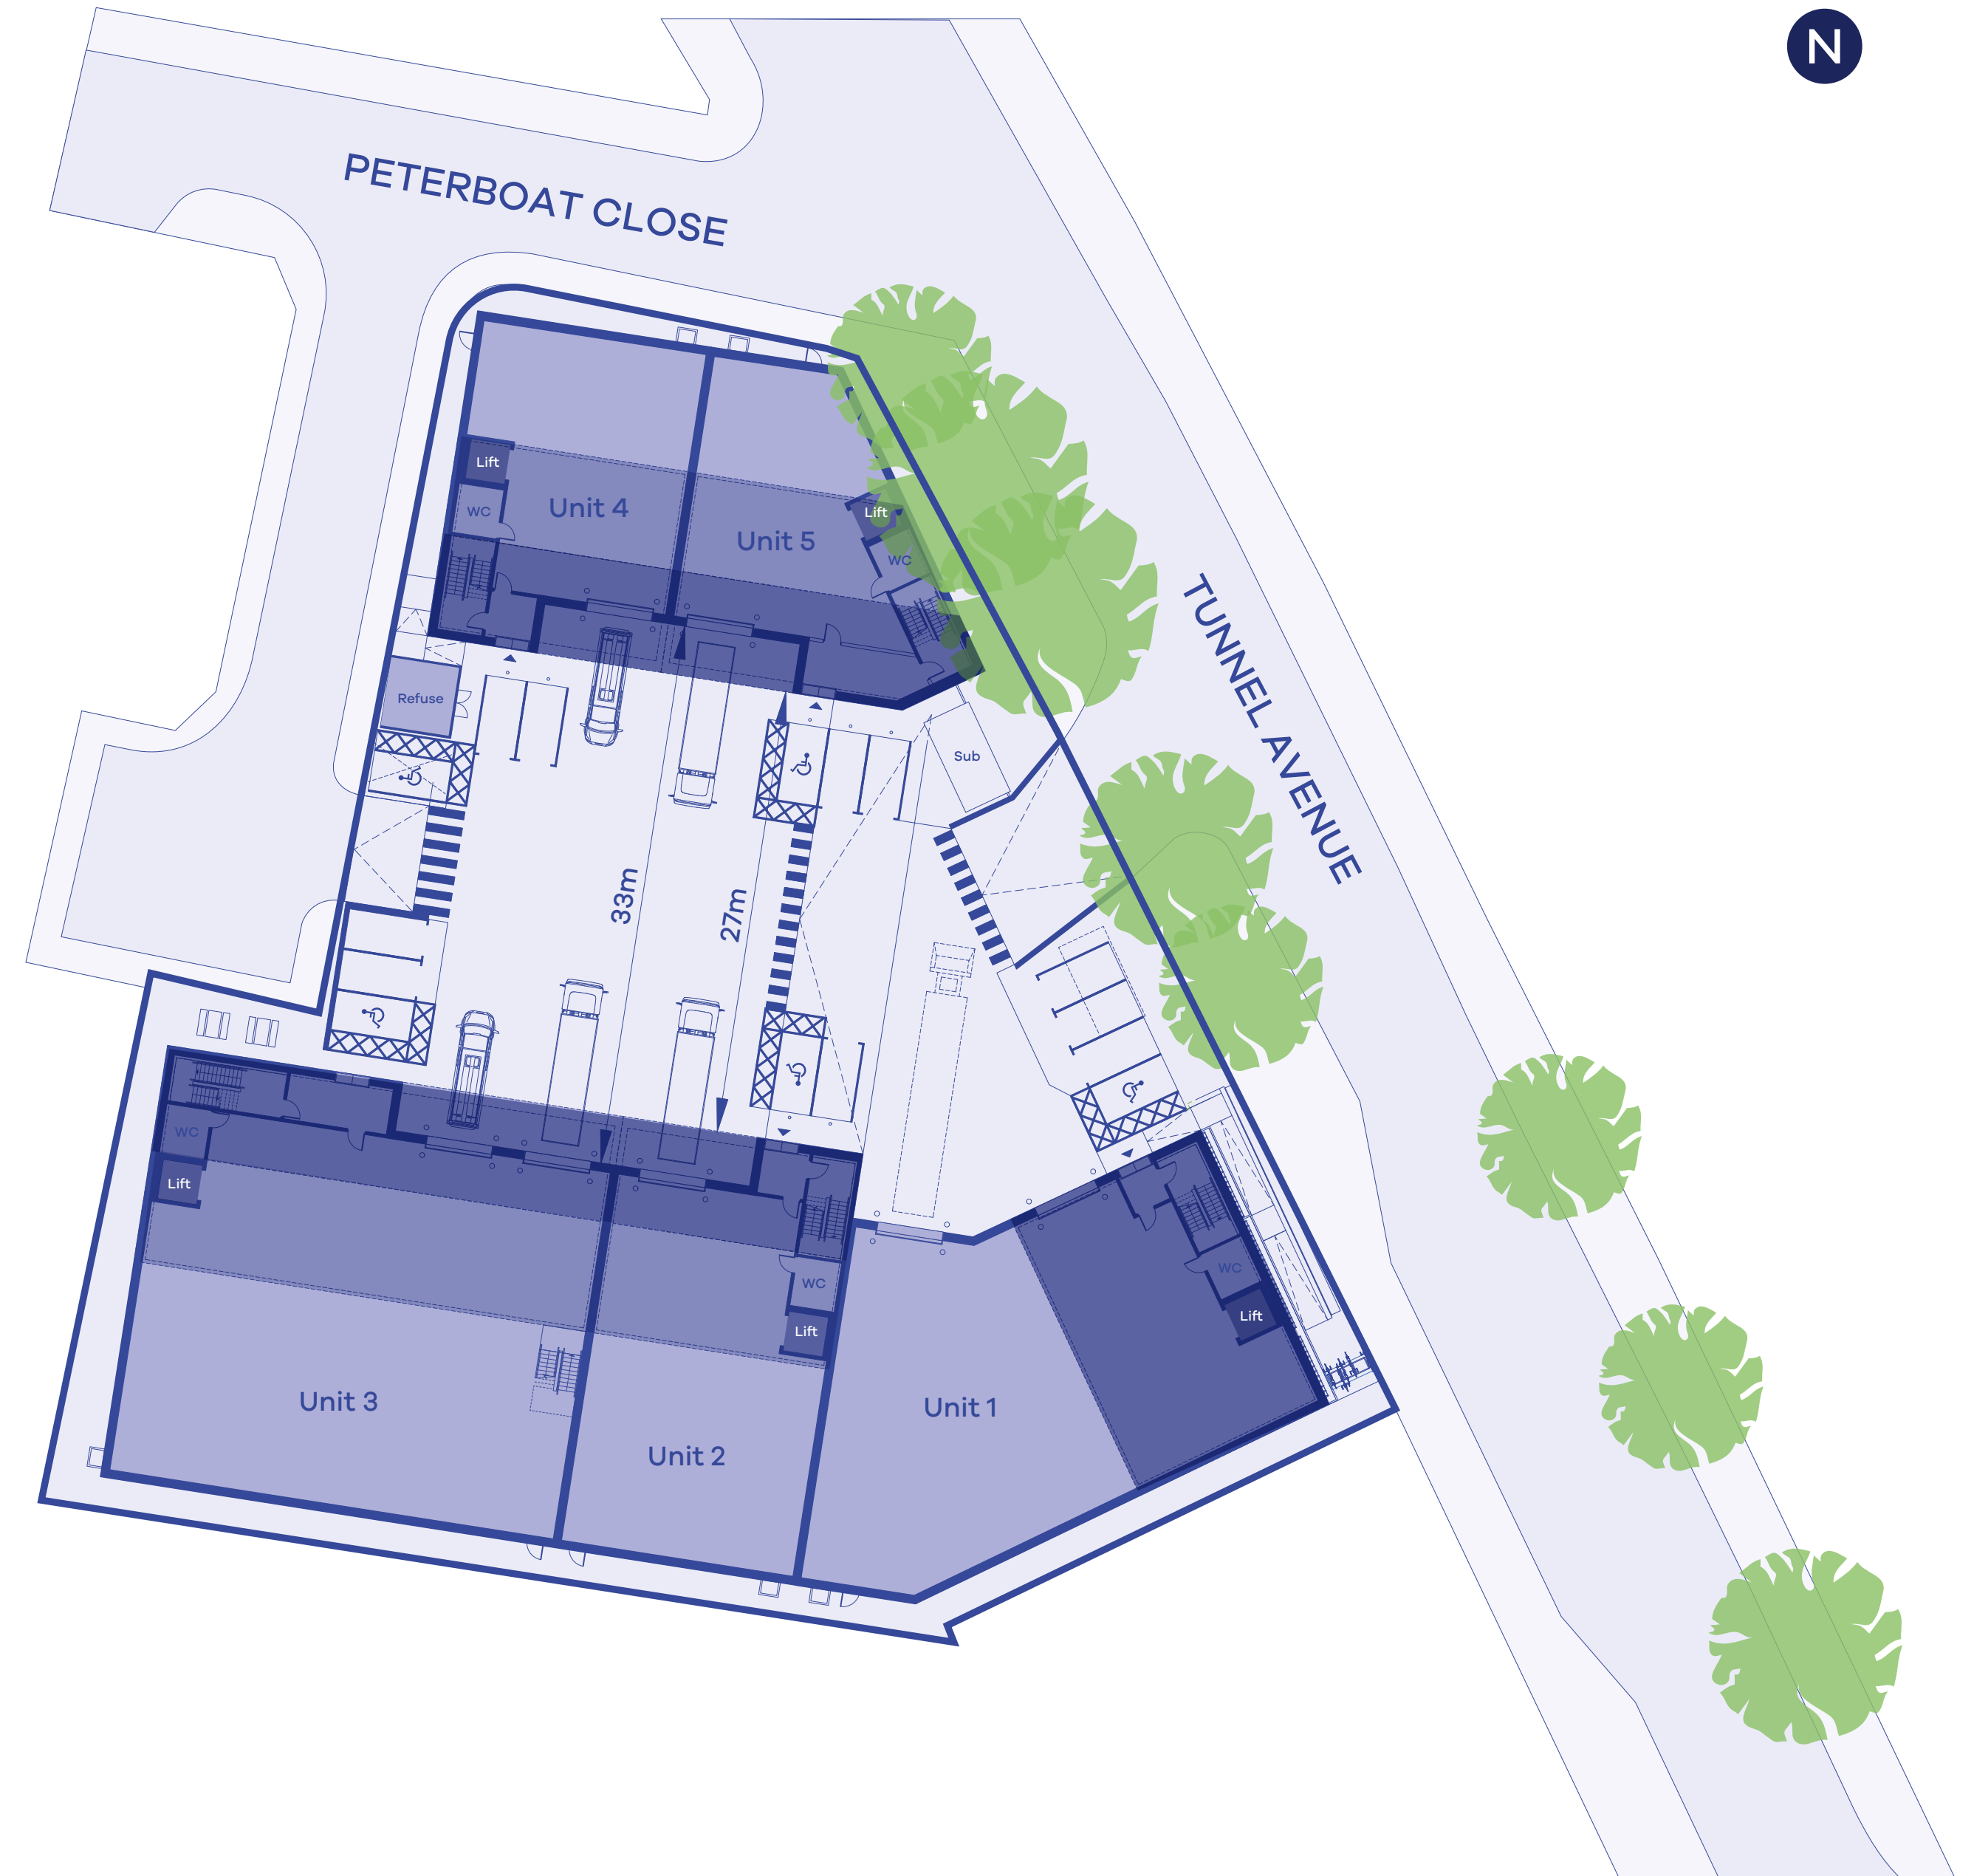 N
PETERBOAT CLOSE
TUNNEL AVENUE
Lift
WC
Unit 4
Unit 5
Lift
WC
Refuse
Sub
33m
27m
WC
Lift
Unit 3
Unit 2
WC
Lift
Unit 1
WC
Lift